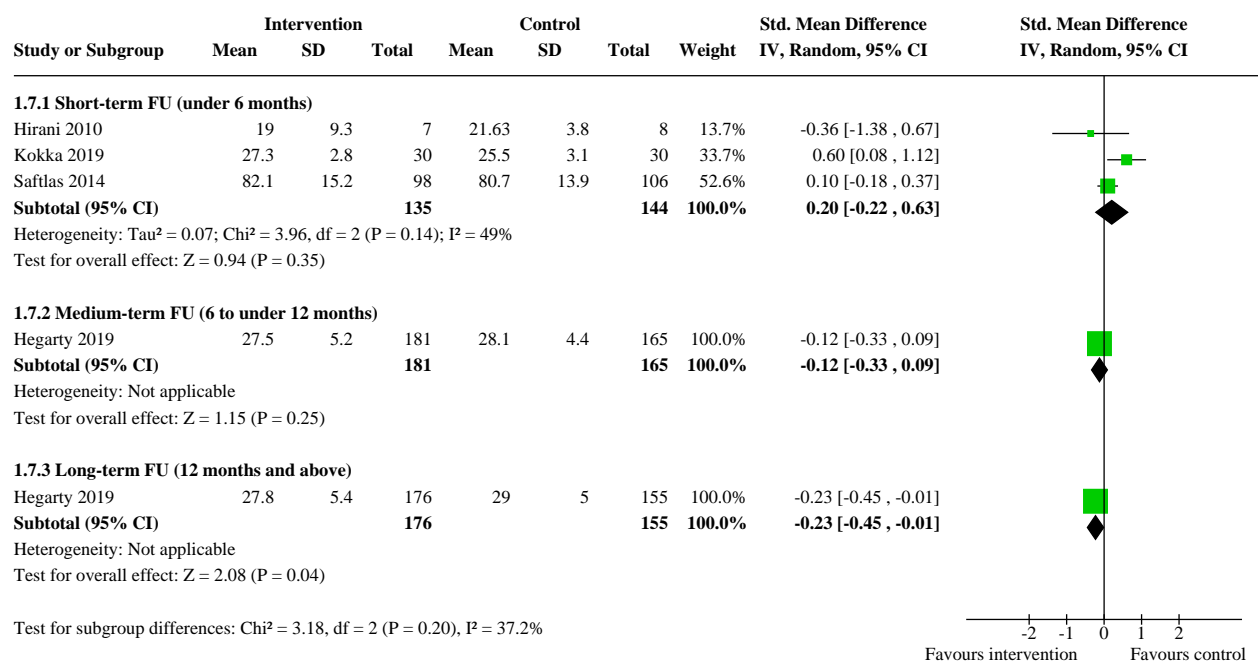 Intervention Control Std. Mean Difference Std. Mean Difference
Study or Subgroup Mean SD Total Mean SD Total Weight IV, Random, 95% CI IV, Random, 95% CI
1.7.1 Short-term FU (under 6 months)
Hirani 2010 19 9.3 7 21.63 3.8 8 13.7% -0.36 [-1.38 , 0.67]
Kokka 2019 27.3 2.8 30 25.5 3.1 30 33.7% 0.60 [0.08 , 1.12]
Saftlas 2014 82.1 15.2 98 80.7 13.9 106 52.6% 0.10 [-0.18 , 0.37]
Subtotal (95% CI) 135 144 100.0% 0.20 [-0.22 , 0.63]
Heterogeneity: Tau² = 0.07; Chi² = 3.96, df = 2 (P = 0.14); I² = 49%
Test for overall effect: Z = 0.94 (P = 0.35)
1.7.2 Medium-term FU (6 to under 12 months)
Hegarty 2019 27.5 5.2 181 28.1 4.4 165 100.0% -0.12 [-0.33 , 0.09]
Subtotal (95% CI) 181 165 100.0% -0.12 [-0.33 , 0.09]
Heterogeneity: Not applicable
Test for overall effect: Z = 1.15 (P = 0.25)
1.7.3 Long-term FU (12 months and above)
Hegarty 2019 27.8 5.4 176 29 5 155 100.0% -0.23 [-0.45 , -0.01]
Subtotal (95% CI) 176 155 100.0% -0.23 [-0.45 , -0.01]
Heterogeneity: Not applicable
Test for overall effect: Z = 2.08 (P = 0.04)
Test for subgroup differences: Chi² = 3.18, df = 2 (P = 0.20), I² = 37.2%
-2 -1 0 1 2
Favours intervention Favours control